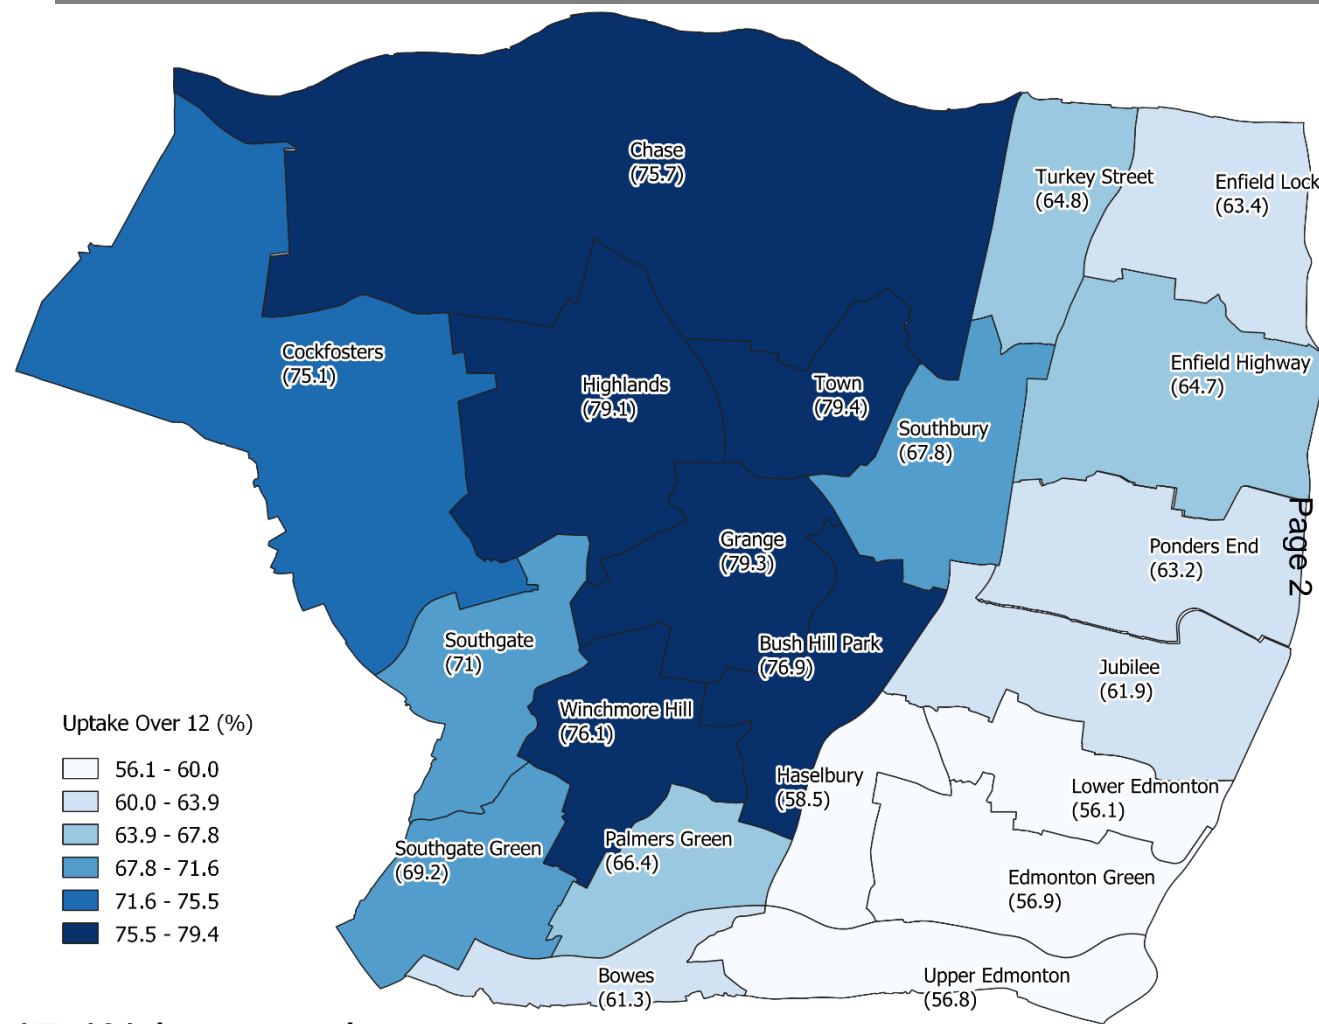 Chase
(75.7)
Turkey Street
(64.8)
Enfield Lock
(63.4)
Cockfosters
(75.1)
Highlands
(79.1)
Town
(79.4)
Enfield Highway
(64.7)
Southbury
(67.8)
Grange
(79.3)
Ponders End
(63.2)
Page 2
Southgate
(71)
Bush Hill Park
(76.9)
Jubilee
(61.9)
Winchmore Hill
(76.1)
Haselbury
(58.5)
Lower Edmonton
(56.1)
Southgate Green
(69.2)
Palmers Green
(66.4)
Edmonton Green
(56.9)
Bowes
(61.3)
Upper Edmonton
(56.8)
Uptake Over 12 (%)
56.1 - 60.0
60.0 - 63.9
63.9 - 67.8
67.8 - 71.6
71.6 - 75.5
75.5 - 79.4